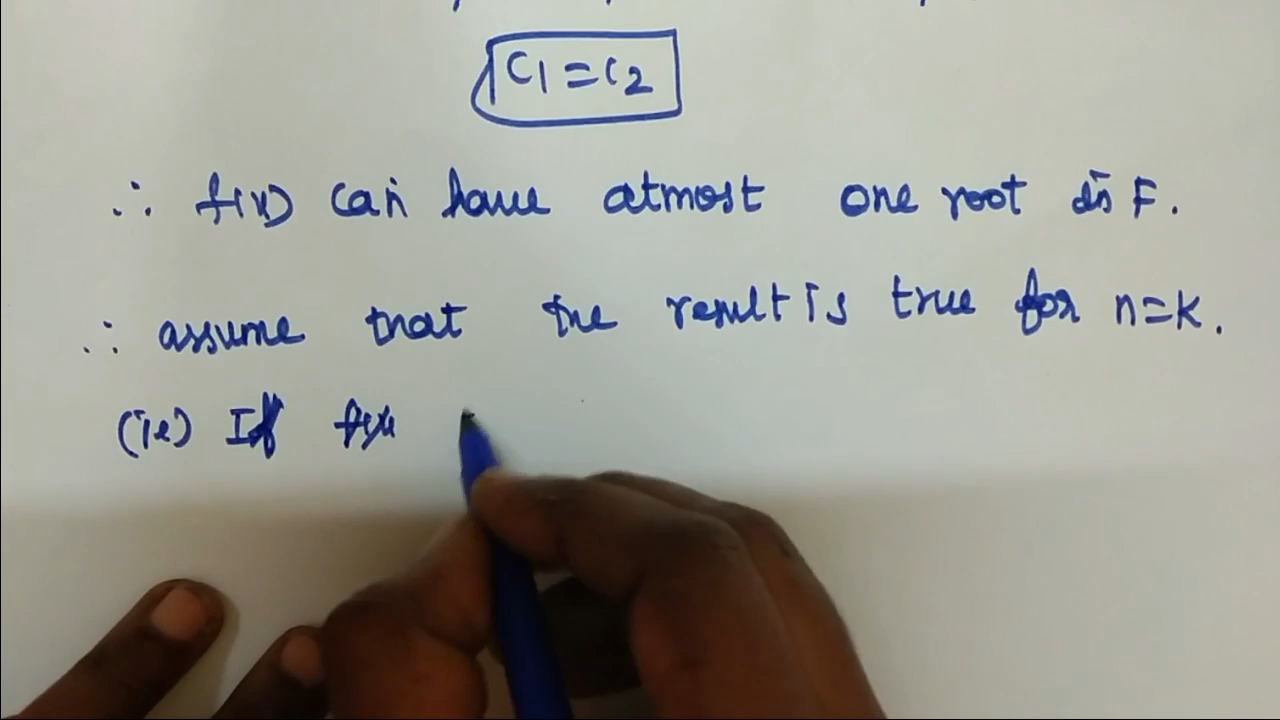 C1 = C2
∴ f(x) can have atmost one root in F.
∴ assume that the result is true for n=k.
(ie) If f(x